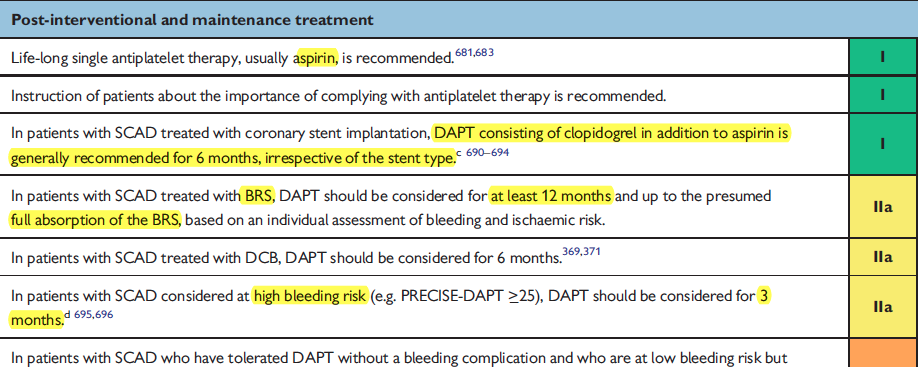 Post-interventional and maintenance treatment
Life-long single antiplatelet therapy, usually aspirin, is recommended.681,683
I
Instruction of patients about the importance of complying with antiplatelet therapy is recommended.
I
In patients with SCAD treated with coronary stent implantation, DAPT consisting of clopidogrel in addition to aspirin is
generally recommended for 6 months, irrespective of the stent type.c 690–694
I
In patients with SCAD treated with BRS, DAPT should be considered for at least 12 months and up to the presumed
full absorption of the BRS, based on an individual assessment of bleeding and ischaemic risk.
IIa
In patients with SCAD treated with DCB, DAPT should be considered for 6 months.369,371
IIa
In patients with SCAD considered at high bleeding risk (e.g. PRECISE-DAPT ≥25), DAPT should be considered for 3
months.d 695,696
IIa
In patients with SCAD who have tolerated DAPT without a bleeding complication and who are at low bleeding risk but